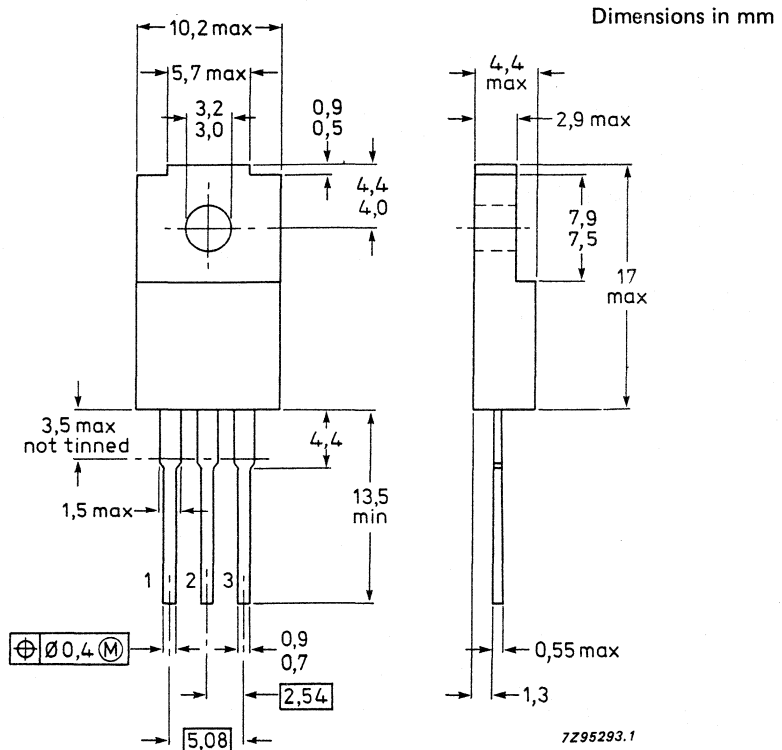 Dimensions in mm
10,2 max
5,7 max
3,2
3,0
0,9
0,5
4,4
4,0
4,4
max
2,9 max
7,9
7,5
17
max
3,5 max
not tinned
4,4
13,5
min
1,5 max
1 2 3
Ø 0,4 Ⓜ
0,9
0,7
2,54
5,08
0,55 max
1,3
7Z95293.1